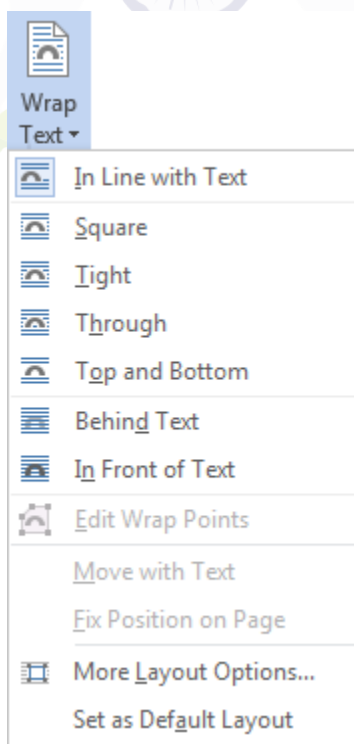 Wrap
Text
In Line with Text
Square
Tight
Through
Top and Bottom
Behind Text
In Front of Text
Edit Wrap Points
Move with Text
Fix Position on Page
More Layout Options...
Set as Default Layout